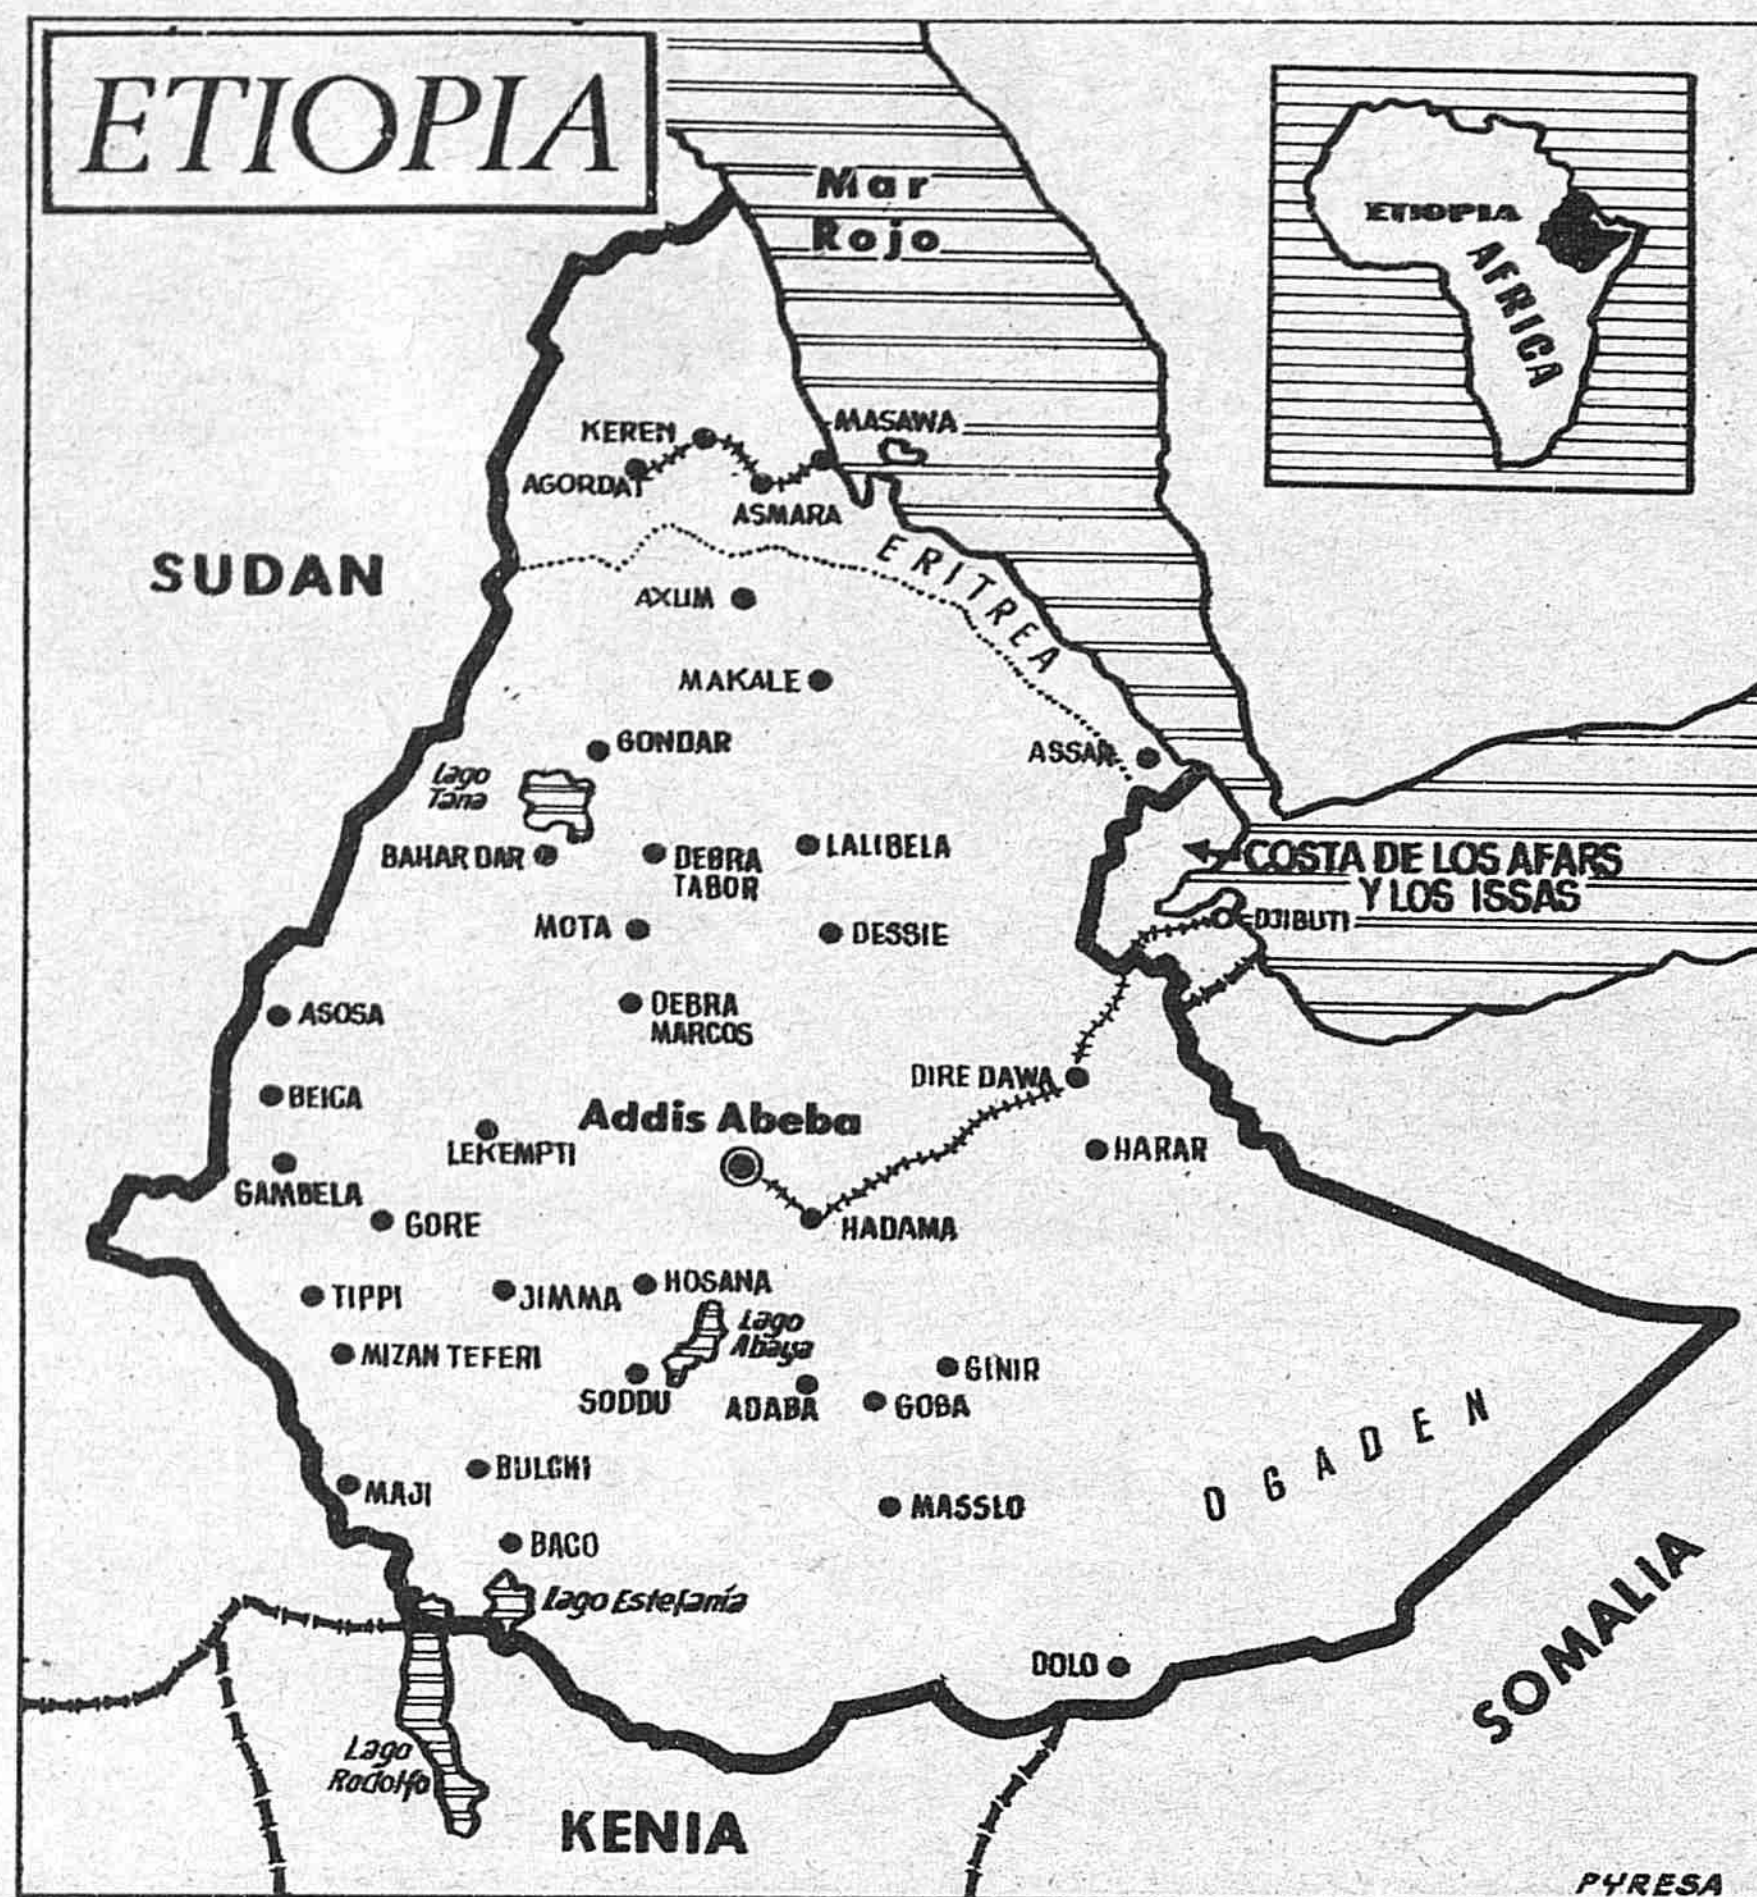 ETIOPIA
Mar
Rojo
ETIOPIA
AFRICA
MASAWA
KEREN
AGORDAT
ASMARA
SUDAN
ERITREA
AXUM
MAKALE
GONDAR
ASSAR
Lago
Tana
BAHAR DAR
DEBRA
TABOR
LALIBELA
COSTA DE LOS AFARS
Y LOS ISSAS
DJIBUTI
MOTA
DESSIE
ASOSA
DEBRA
MARCOS
DIRE DAWA
BEIGA
Addis Abeba
LEKEMPTI
HARAR
GAMBELA
GORE
HADAMA
TIPPI
JIMMA
HOSANA
Lago
Abaya
MIZAN TEFERI
GINIR
SODDU
ADABA
GOBA
OGADEN
BULCHI
MAJI
MASSLO
BACO
Lago Estefanía
SOMALIA
DOLO
Lago
Rodolfo
KENIA
PYRESA